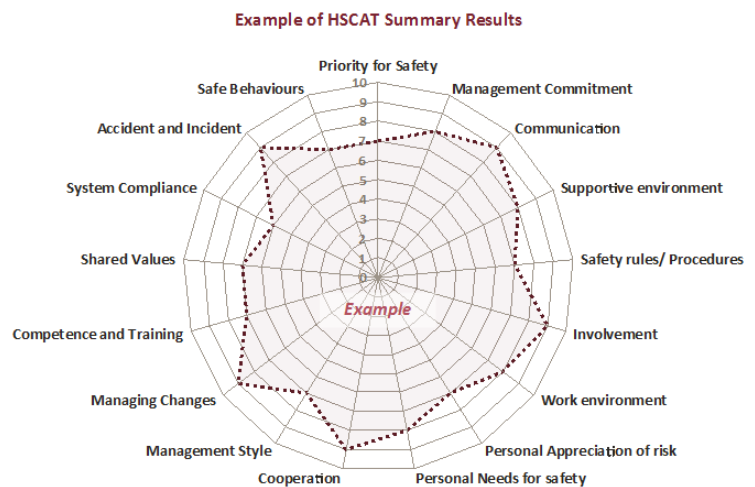 Example of HSCAT Summary Results
Priority for Safety
Safe Behaviours
Management Commitment
Accident and Incident
Communication
System Compliance
Supportive environment
Shared Values
Safety rules/ Procedures
Competence and Training
Involvement
Managing Changes
Work environment
Management Style
Personal Appreciation of risk
Cooperation
Personal Needs for safety
10
9
8
7
6
5
4
3
2
1
0
Example